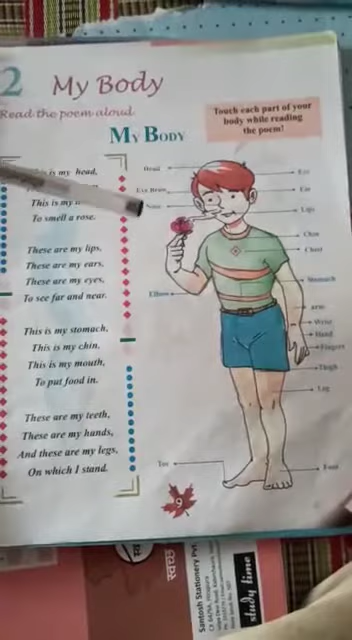 2 My Body
Read the poem aloud.
Touch each part of your
body while reading
the poem!
MY BODY
is my head,
This is my
To smell a rose.
These are my lips,
These are my ears,
These are my eyes,
To see far and near.
This is my stomach,
This is my chin,
This is my mouth,
To put food in.
These are my teeth,
These are my hands,
And these are my legs,
On which I stand.
Head
Eye Brow
Nose
Elbow
Toe
Eye
Ear
Lips
Chin
Chest
Stomach
arm
Wrist
Hand
Fingers
Thigh
Leg
Foot
9
स्वच्छ
Santosh Stationery Pvt
study time